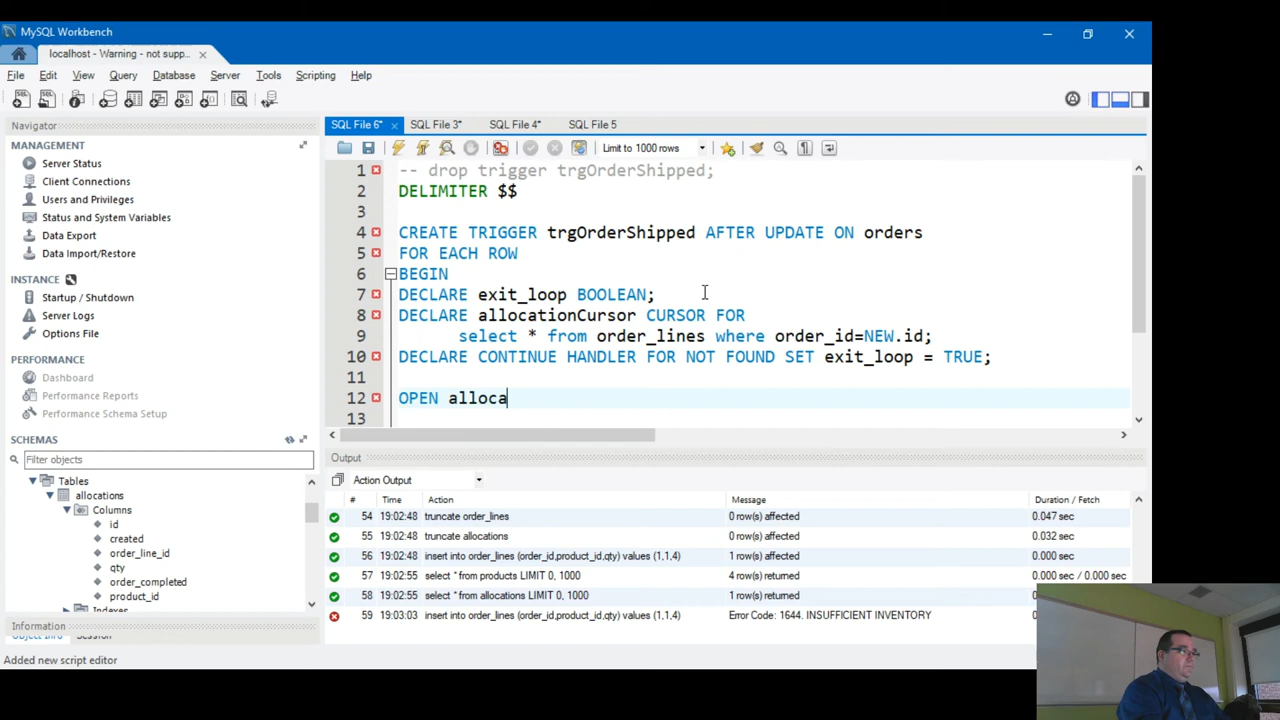 MySQL Workbench
localhost - Warning - not supp...
File Edit View Query Database Server Tools Scripting Help
Navigator
MANAGEMENT
Server Status
Client Connections
Users and Privileges
Status and System Variables
Data Export
Data Import/Restore
INSTANCE
Startup / Shutdown
Server Logs
Options File
PERFORMANCE
Dashboard
Performance Reports
Performance Schema Setup
SCHEMAS
Filter objects
Tables
allocations
Columns
id
created
order_line_id
qty
order_completed
product_id
Indexes
Information
Object Info Session
Added new script editor
SQL File 6* SQL File 3* SQL File 4* SQL File 5
Limit to 1000 rows
1 -- drop trigger trgOrderShipped;
2 DELIMITER $$
3
4 CREATE TRIGGER trgOrderShipped AFTER UPDATE ON orders
5 FOR EACH ROW
6 BEGIN
7 DECLARE exit_loop BOOLEAN;
8 DECLARE allocationCursor CURSOR FOR
9 select * from order_lines where order_id=NEW.id;
10 DECLARE CONTINUE HANDLER FOR NOT FOUND SET exit_loop = TRUE;
11
12 OPEN alloca
13
Output
Action Output
# Time Action Message Duration / Fetch
54 19:02:48 truncate order_lines 0 row(s) affected 0.047 sec
55 19:02:48 truncate allocations 0 row(s) affected 0.032 sec
56 19:02:48 insert into order_lines (order_id,product_id,qty) values (1,1,4) 1 row(s) affected 0.000 sec
57 19:02:55 select * from products LIMIT 0, 1000 4 row(s) returned 0.000 sec / 0.000 sec
58 19:02:55 select * from allocations LIMIT 0, 1000 1 row(s) returned 0.000 sec / 0.000 sec
59 19:03:03 insert into order_lines (order_id,product_id,qty) values (1,1,4) Error Code: 1644. INSUFFICIENT INVENTORY